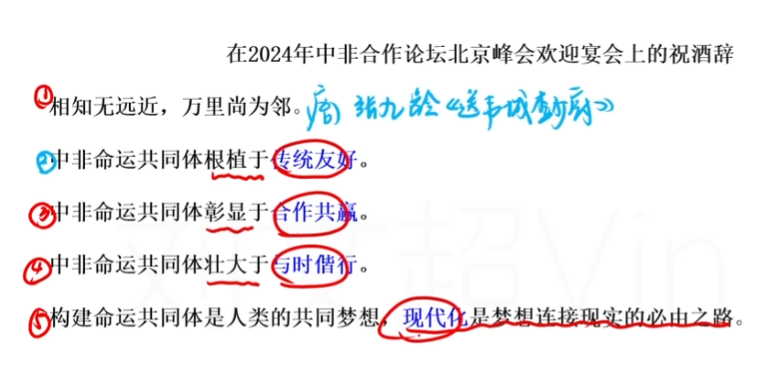 在2024年中非合作论坛北京峰会欢迎宴会上的祝酒辞
① 相知无远近，万里尚为邻。唐 张九龄《送韦城李少府》
② 中非命运共同体根植于传统友好。
③ 中非命运共同体彰显于合作共赢。
④ 中非命运共同体壮大于与时偕行。
⑤ 构建命运共同体是人类的共同梦想，现代化是梦想连接现实的必由之路。